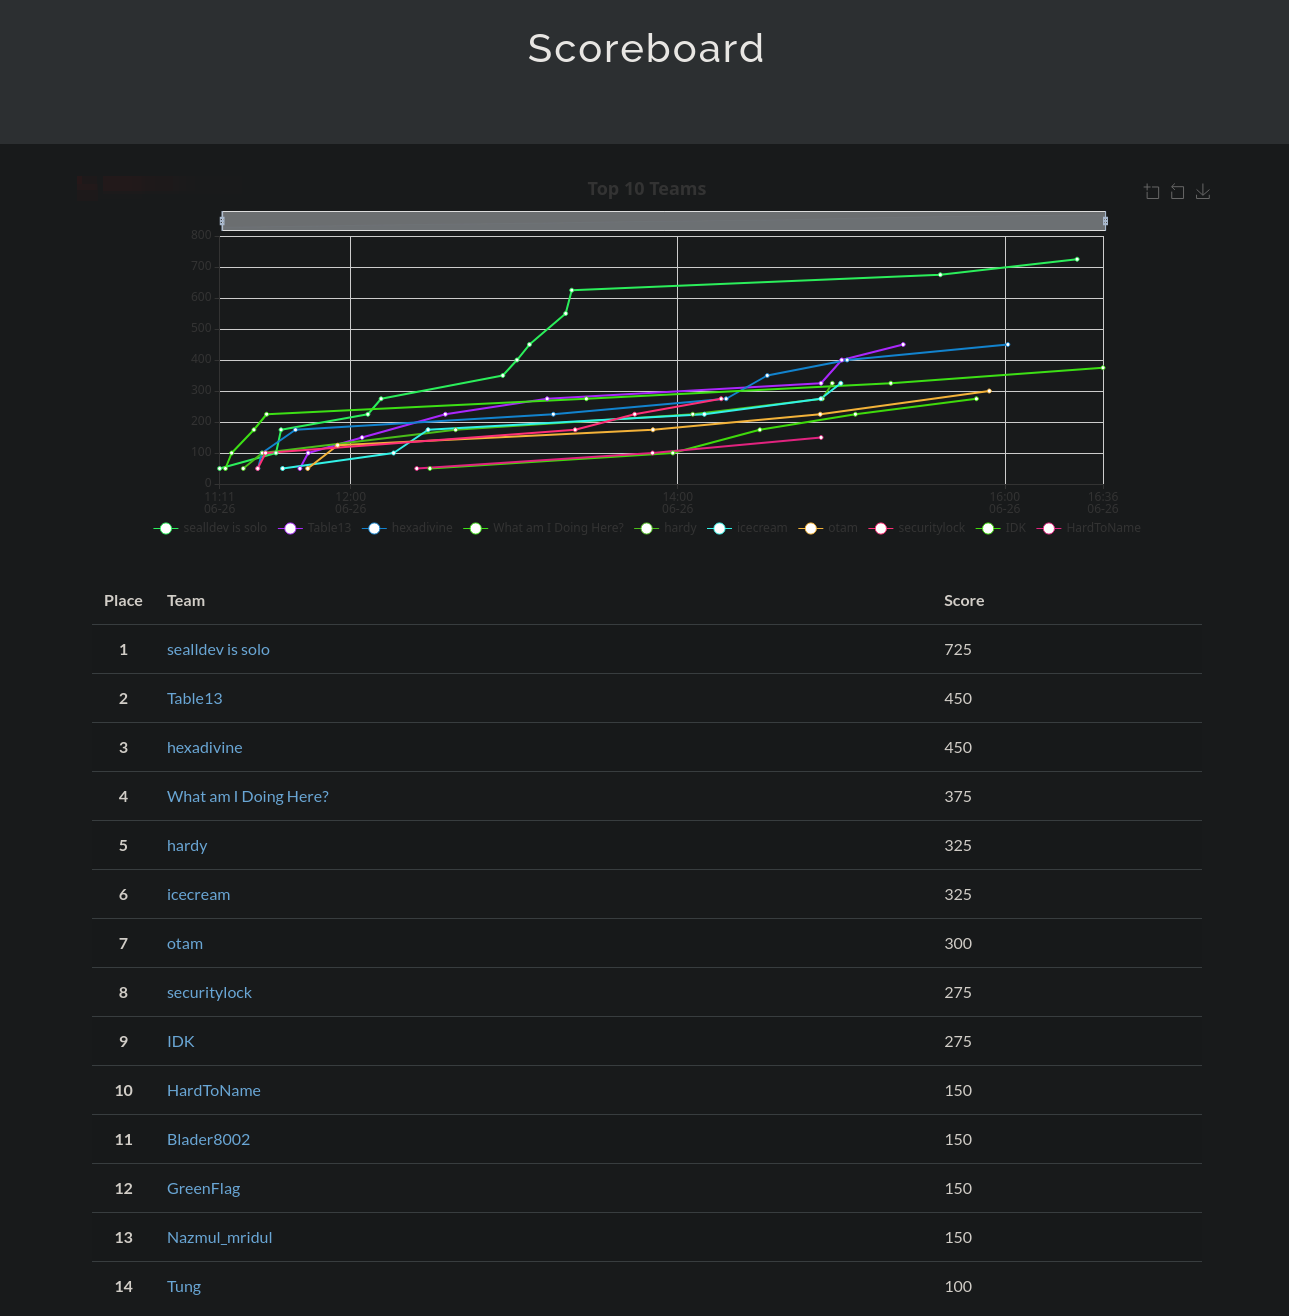 Scoreboard
Top 10 Teams
800
700
600
500
400
300
200
100
0
11:11 12:00 14:00 16:00 16:36
06-26 06-26 06-26 06-26 06-26
sealldev is solo Table13 hexadivine What am I Doing Here? hardy icecream otam securitylock IDK HardToName
Place Team Score
1 sealldev is solo 725
2 Table13 450
3 hexadivine 450
4 What am I Doing Here? 375
5 hardy 325
6 icecream 325
7 otam 300
8 securitylock 275
9 IDK 275
10 HardToName 150
11 Blader8002 150
12 GreenFlag 150
13 Nazmul_mridul 150
14 Tung 100